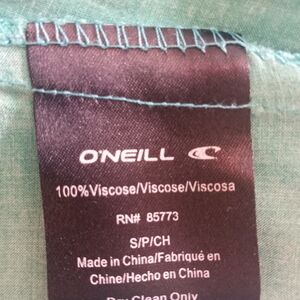 O'NEILL
100%Viscose/Viscose/Viscosa
RN# 85773
S/P/CH
Made in China/Fabriqué en
Chine/Hecho en China
Dry Clean Only